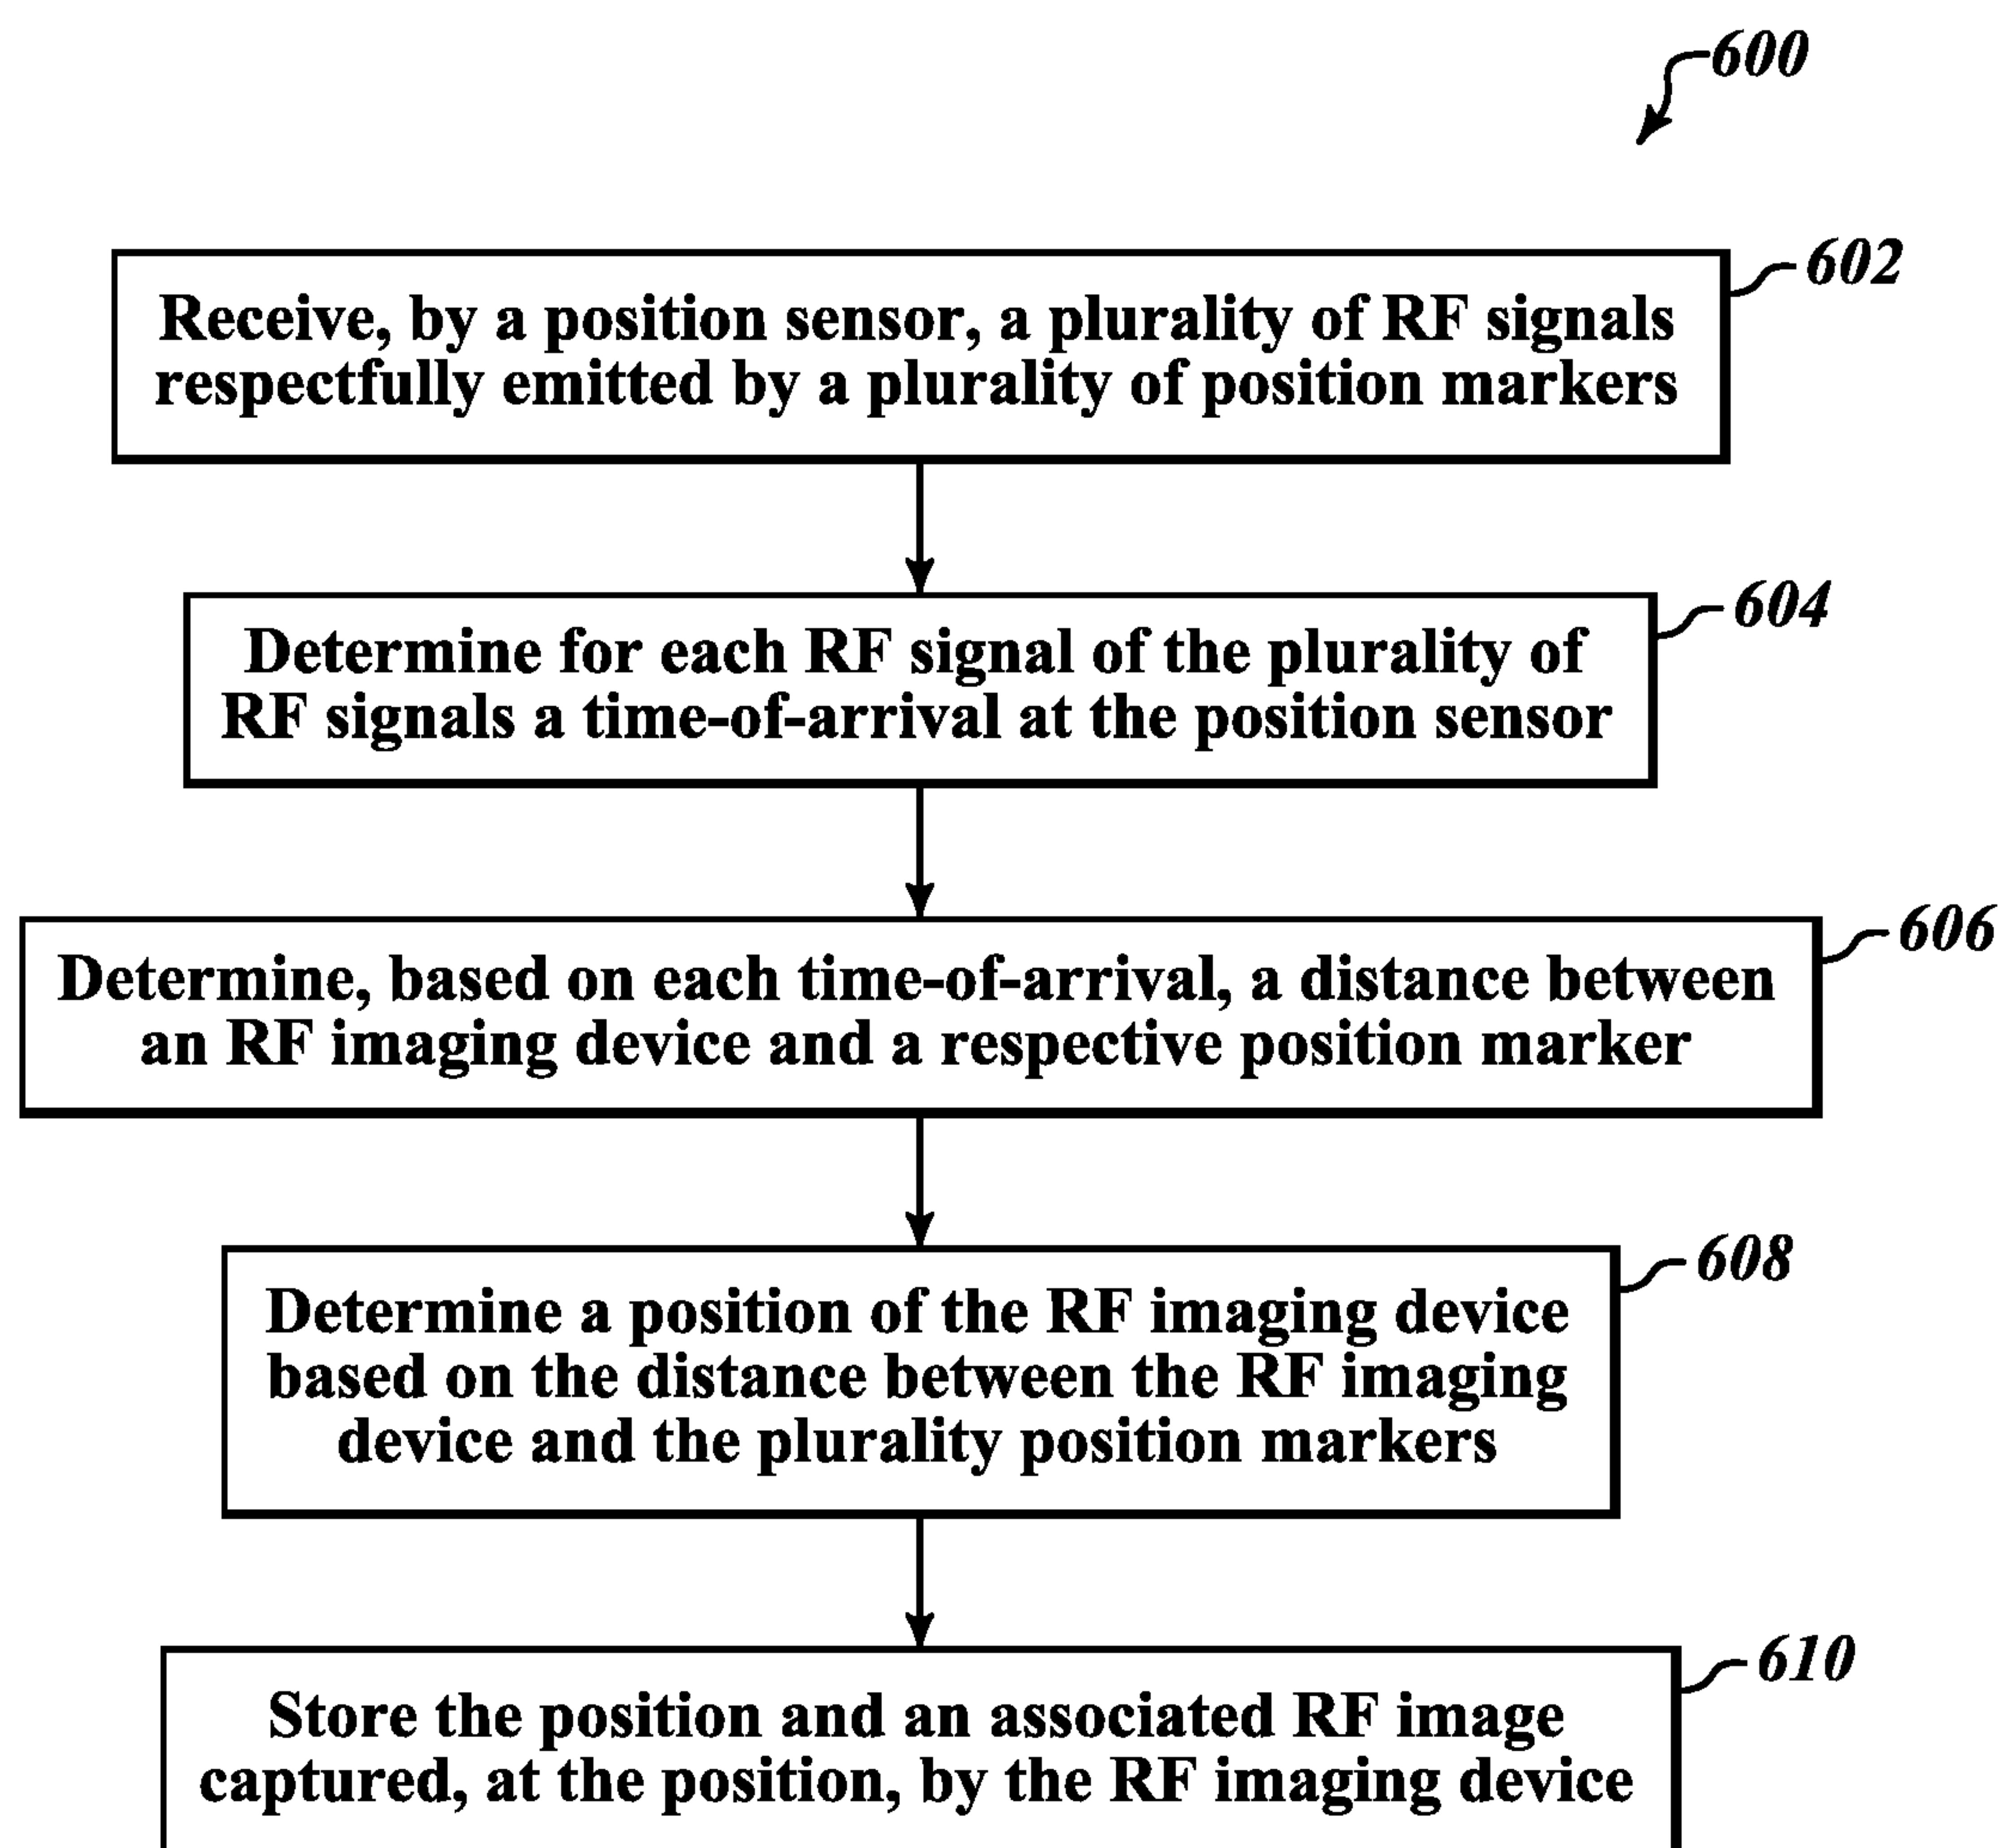 600
602
Receive, by a position sensor, a plurality of RF signals
respectfully emitted by a plurality of position markers
604
Determine for each RF signal of the plurality of
RF signals a time-of-arrival at the position sensor
606
Determine, based on each time-of-arrival, a distance between
an RF imaging device and a respective position marker
608
Determine a position of the RF imaging device
based on the distance between the RF imaging
device and the plurality position markers
610
Store the position and an associated RF image
captured, at the position, by the RF imaging device